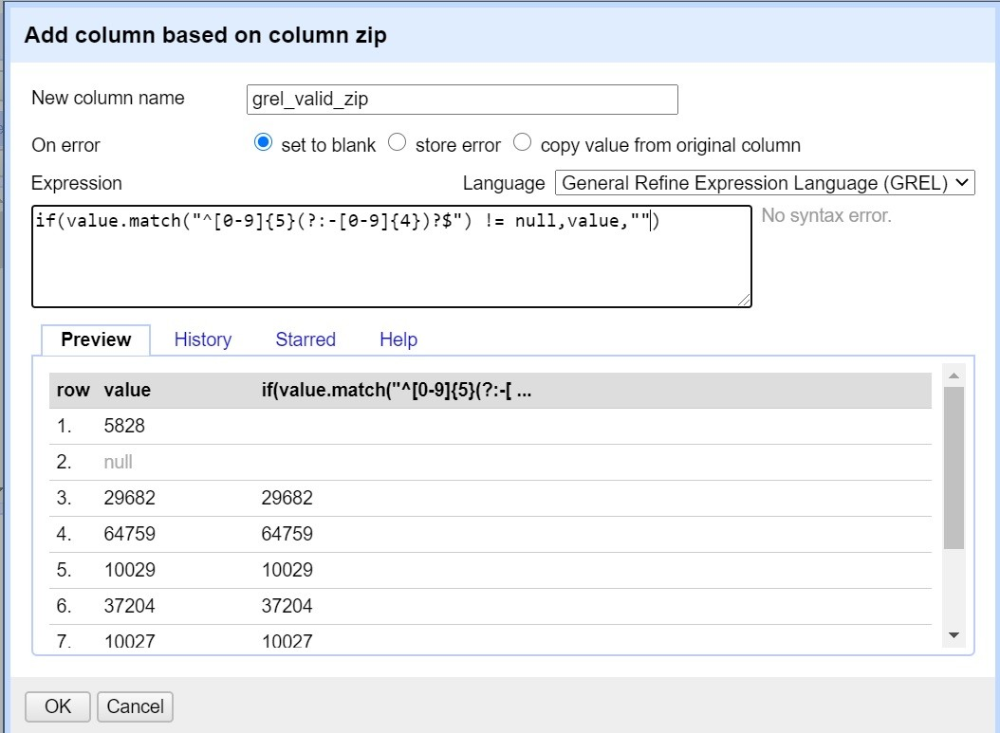 Add column based on column zip
New column name grel_valid_zip
On error set to blank store error copy value from original column
Expression Language General Refine Expression Language (GREL)
if(value.match("^[0-9]{5}(?:-[0-9]{4})?$") != null,value,"") No syntax error.
Preview History Starred Help
row value if(value.match("^[0-9]{5}(?:-[ ...
1. 5828
2. null
3. 29682 29682
4. 64759 64759
5. 10029 10029
6. 37204 37204
7. 10027 10027
OK Cancel